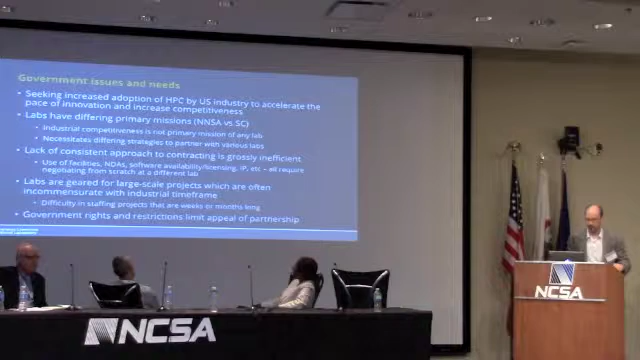 Government issues and needs
• Seeking increased adoption of HPC by US industry to accelerate the
pace of innovation and increase competitiveness
• Labs have differing primary missions (NNSA vs SC)
• Industrial competitiveness is not primary mission of any lab
• Necessitates differing strategies to partner with various labs
• Lack of consistent approach to contracting is grossly inefficient
• Use of facilities, NDAs, software availability/licensing, IP, etc – all require
negotiating from scratch at a different lab
• Labs are geared for large-scale projects which are often
incommensurate with industrial timeframe
• Difficulty in staffing projects that are weeks or months long
• Government rights and restrictions limit appeal of partnership
NCSA
NCSA